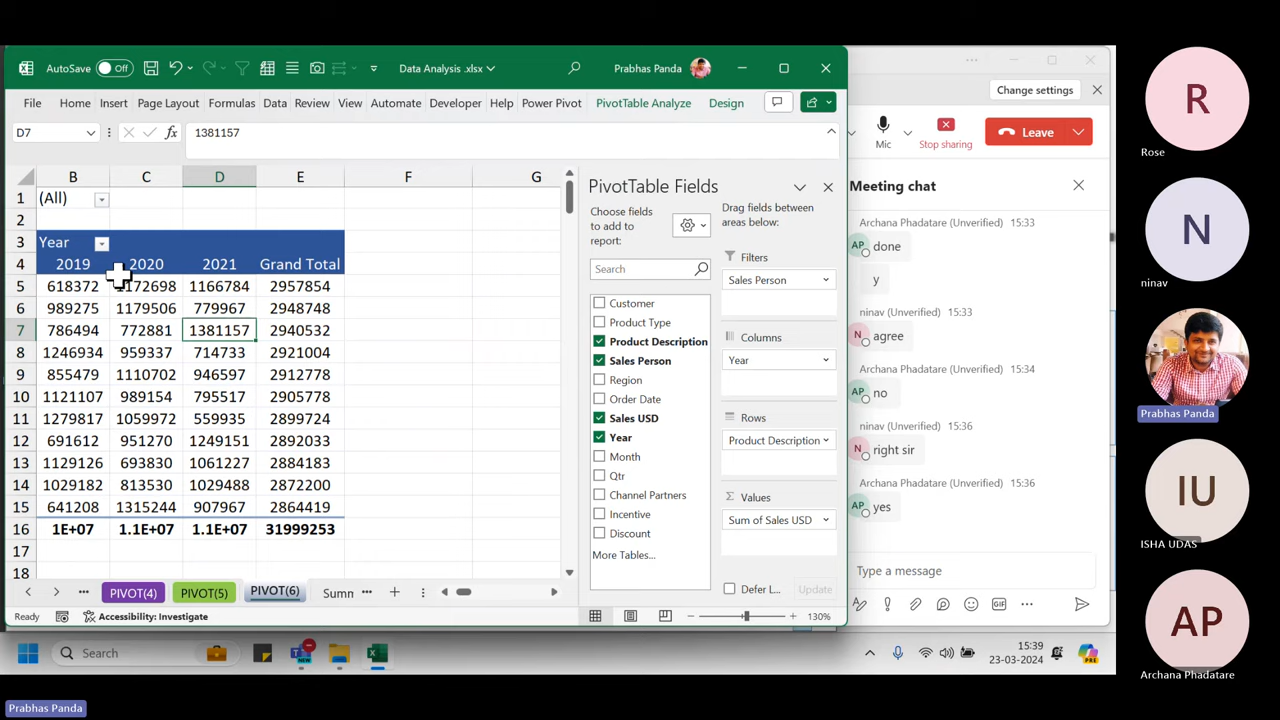 AutoSave Off Data Analysis .xlsx Prabhas Panda
File Home Insert Page Layout Formulas Data Review View Automate Developer Help Power Pivot PivotTable Analyze Design
D7 fx 1381157
B C D E F G
1 (All)
2
3 Year
4 2019 2020 2021 Grand Total
5 618372 1172698 1166784 2957854
6 989275 1179506 779967 2948748
7 786494 772881 1381157 2940532
8 1246934 959337 714733 2921004
9 855479 1110702 946597 2912778
10 1121107 989154 795517 2905778
11 1279817 1059972 559935 2899724
12 691612 951270 1249151 2892033
13 1129126 693830 1061227 2884183
14 1029182 813530 1029488 2872200
15 641208 1315244 907967 2864419
16 1E+07 1.1E+07 1.1E+07 31999253
17
18
PIVOT(4) PIVOT(5) PIVOT(6) Sumn
Ready Accessibility: Investigate 130%
PivotTable Fields
Choose fields
to add to
report:
Search
Customer
Product Type
Product Description
Sales Person
Region
Order Date
Sales USD
Year
Month
Qtr
Channel Partners
Incentive
Discount
More Tables...
Drag fields between
areas below:
Filters
Sales Person
Columns
Year
Rows
Product Description
Σ Values
Sum of Sales USD
Defer L... Update
Change settings
Mic Stop sharing Leave
Meeting chat
Archana Phadatare (Unverified) 15:33
AP done
y
ninav (Unverified) 15:33
N agree
Archana Phadatare (Unverified) 15:34
AP no
ninav (Unverified) 15:36
N right sir
Archana Phadatare (Unverified) 15:36
AP yes
Type a message
GIF
Search
NEW
15:39
23-03-2024
PRE
R
Rose
N
ninav
Prabhas Panda
IU
ISHA UDAS
AP
Archana Phadatare
Prabhas Panda